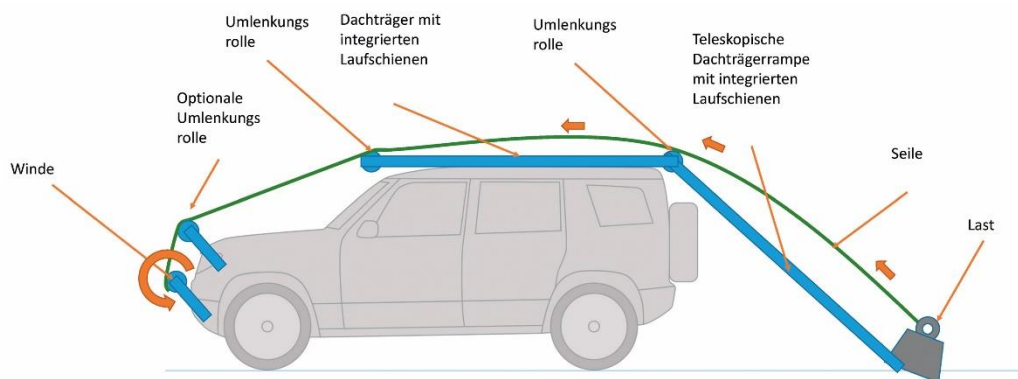 Umlenkungs
rolle
Dachträger mit
integrierten
Laufschienen
Umlenkungs
rolle
Teleskopische
Dachträgerrampe
mit integrierten
Laufschienen
Optionale
Umlenkungs
rolle
Winde
Seile
Last